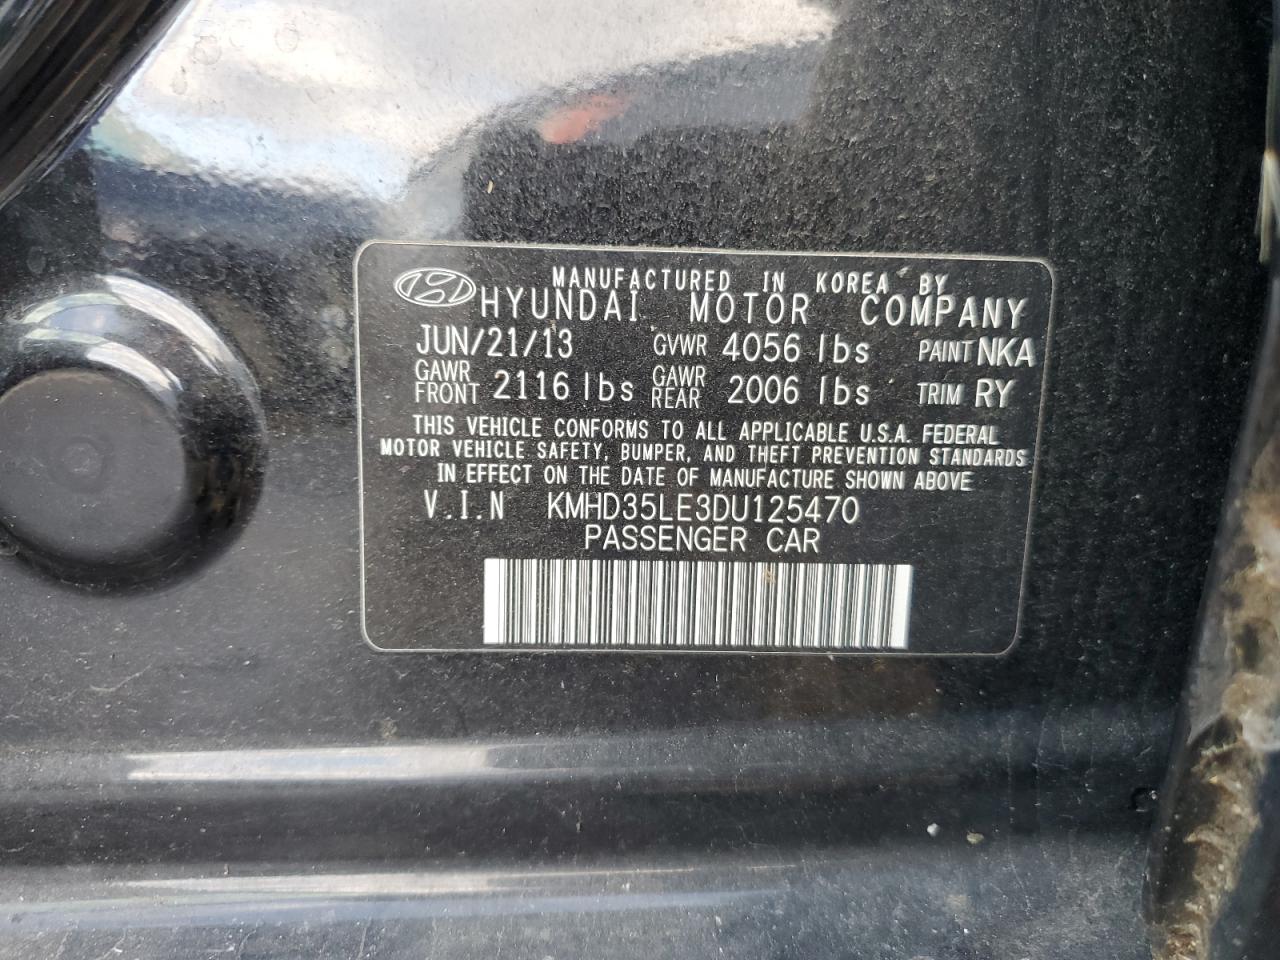 MANUFACTURED IN KOREA BY
HYUNDAI MOTOR COMPANY
JUN/21/13 GVWR 4056 lbs PAINT NKA
GAWR FRONT 2116 lbs GAWR REAR 2006 lbs TRIM RY
THIS VEHICLE CONFORMS TO ALL APPLICABLE U.S.A. FEDERAL
MOTOR VEHICLE SAFETY, BUMPER, AND THEFT PREVENTION STANDARDS
IN EFFECT ON THE DATE OF MANUFACTURE SHOWN ABOVE
V.I.N KMHD35LE3DU125470
PASSENGER CAR